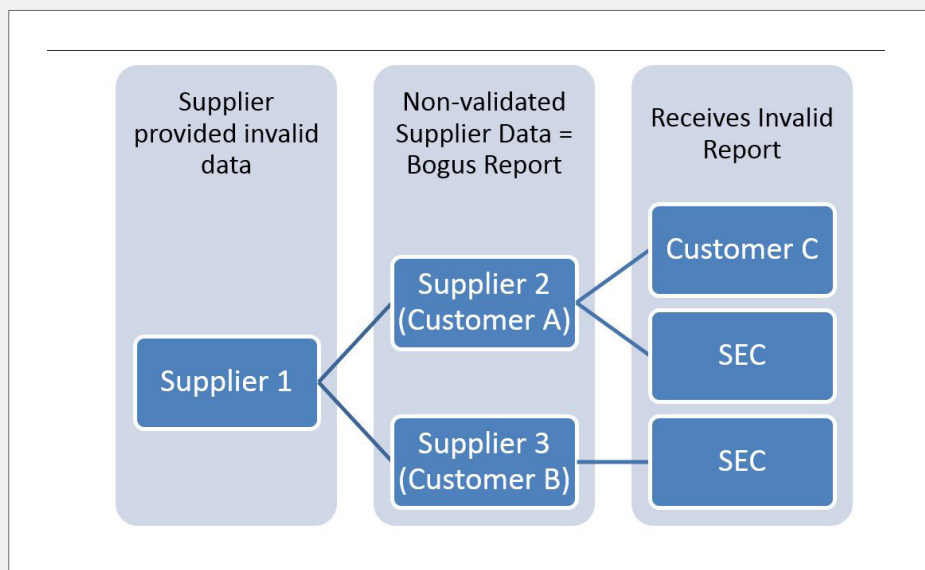 Supplier
provided invalid
data
Non-validated
Supplier Data =
Bogus Report
Receives Invalid
Report
Supplier 1
Supplier 2
(Customer A)
Supplier 3
(Customer B)
Customer C
SEC
SEC